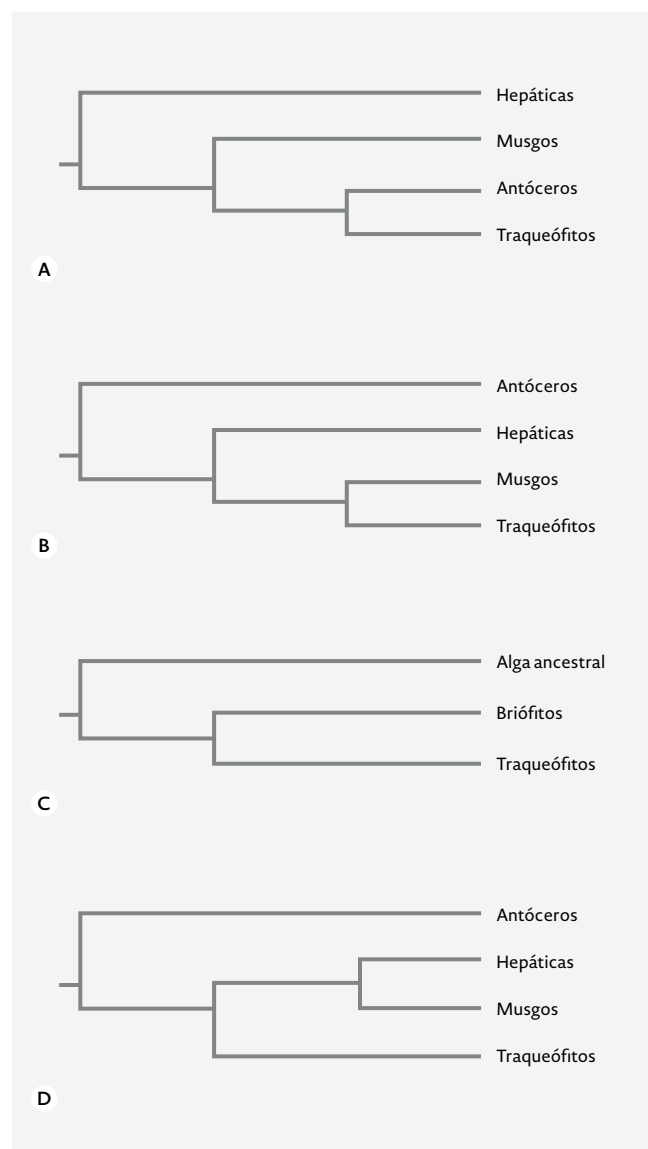 Hepáticas
Musgos
Antóceros
Traqueófitos
A
Antóceros
Hepáticas
Musgos
Traqueófitos
B
Alga ancestral
Briófitos
Traqueófitos
C
Antóceros
Hepáticas
Musgos
Traqueófitos
D